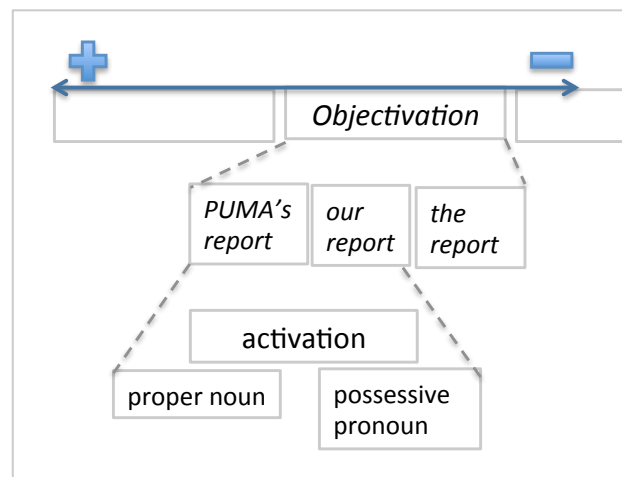 Objectivation
PUMA's our the
report report report
activation
proper noun possessive
pronoun